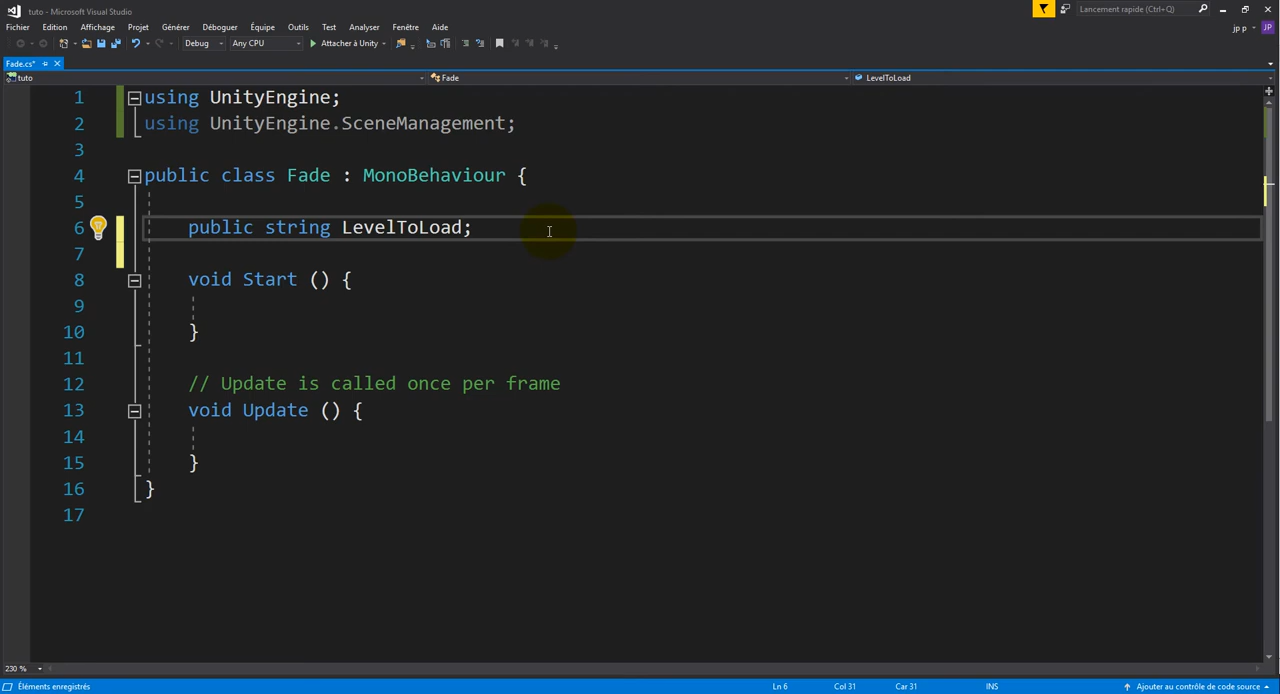 tuto - Microsoft Visual Studio
Lancement rapide (Ctrl+Q)
Fichier Edition Affichage Projet Générer Déboguer Équipe Outils Test Analyser Fenêtre Aide
jp p JP
Debug Any CPU Attacher à Unity
Fade.cs*
tuto Fade LevelToLoad
1 using UnityEngine;
2 using UnityEngine.SceneManagement;
3
4 public class Fade : MonoBehaviour {
5
6 public string LevelToLoad;
7
8 void Start () {
9
10 }
11
12 // Update is called once per frame
13 void Update () {
14
15 }
16 }
17
230 %
Éléments enregistrés Ln 6 Col 31 Car 31 INS Ajouter au contrôle de code source